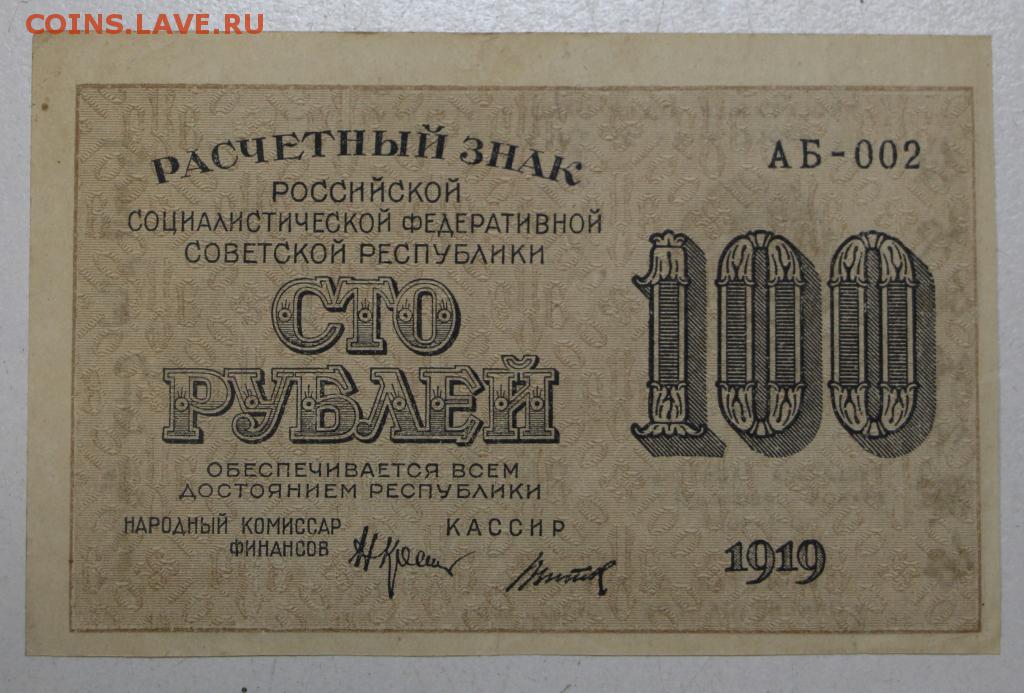 COINS.LAVE.RU
РАСЧЕТНЫЙ ЗНАК
АБ-002
РОССИЙСКОЙ
СОЦИАЛИСТИЧЕСКОЙ ФЕДЕРАТИВНОЙ
СОВЕТСКОЙ РЕСПУБЛИКИ
СТО
РУБЛЕЙ
100
ОБЕСПЕЧИВАЕТСЯ ВСЕМ
ДОСТОЯНИЕМ РЕСПУБЛИКИ
НАРОДНЫЙ КОМИССАР
ФИНАНСОВ
КАССИР
1919